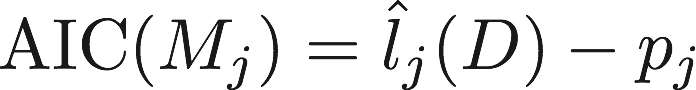 AIC(M_j) = \hat{l}_j(D) − p_j